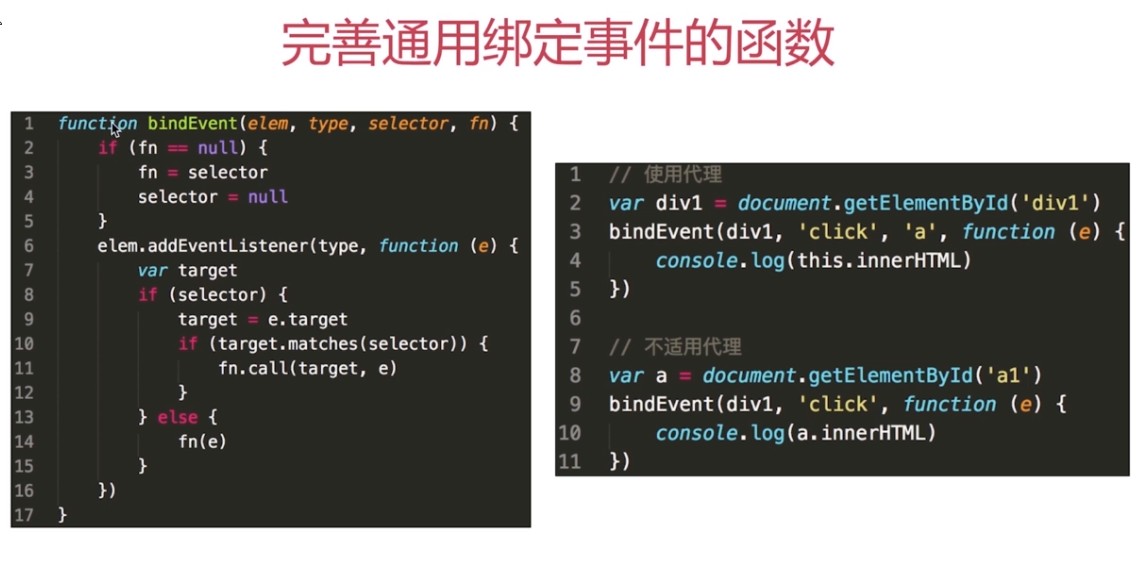 完善通用绑定事件的函数
1 function bindEvent(elem, type, selector, fn) {
2 if (fn == null) {
3 fn = selector
4 selector = null
5 }
6 elem.addEventListener(type, function (e) {
7 var target
8 if (selector) {
9 target = e.target
10 if (target.matches(selector)) {
11 fn.call(target, e)
12 }
13 } else {
14 fn(e)
15 }
16 })
17 }
1 // 使用代理
2 var div1 = document.getElementById('div1')
3 bindEvent(div1, 'click', 'a', function (e) {
4 console.log(this.innerHTML)
5 })
6
7 // 不适用代理
8 var a = document.getElementById('a1')
9 bindEvent(div1, 'click', function (e) {
10 console.log(a.innerHTML)
11 })